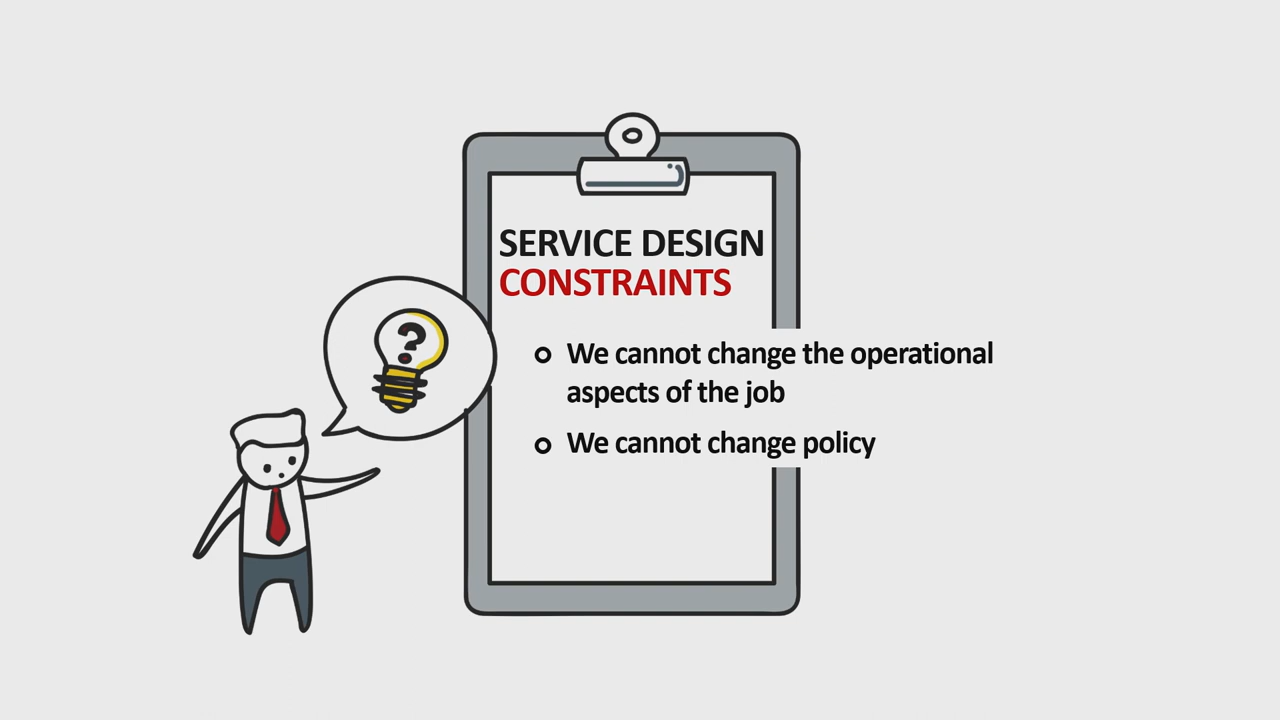 SERVICE DESIGN
CONSTRAINTS
?
We cannot change the operational
aspects of the job
We cannot change policy